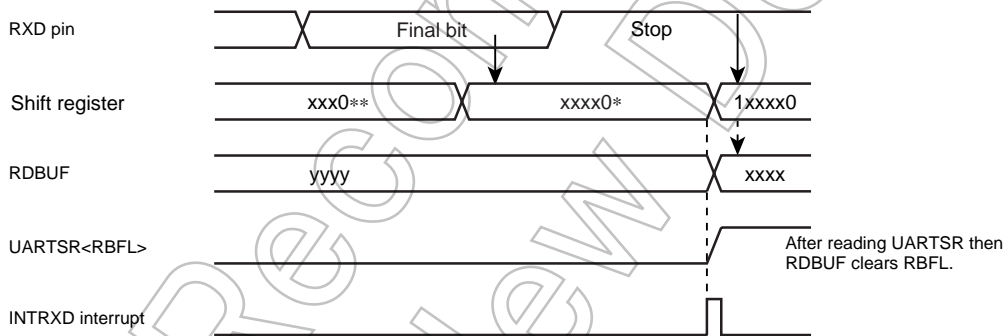 RXD pin Final bit Stop
Shift register xxx0** xxxx0* 1xxxx0
RDBUF yyyy xxxx
UARTSR<RBFL> After reading UARTSR then
RDBUF clears RBFL.
INTRXD interrupt